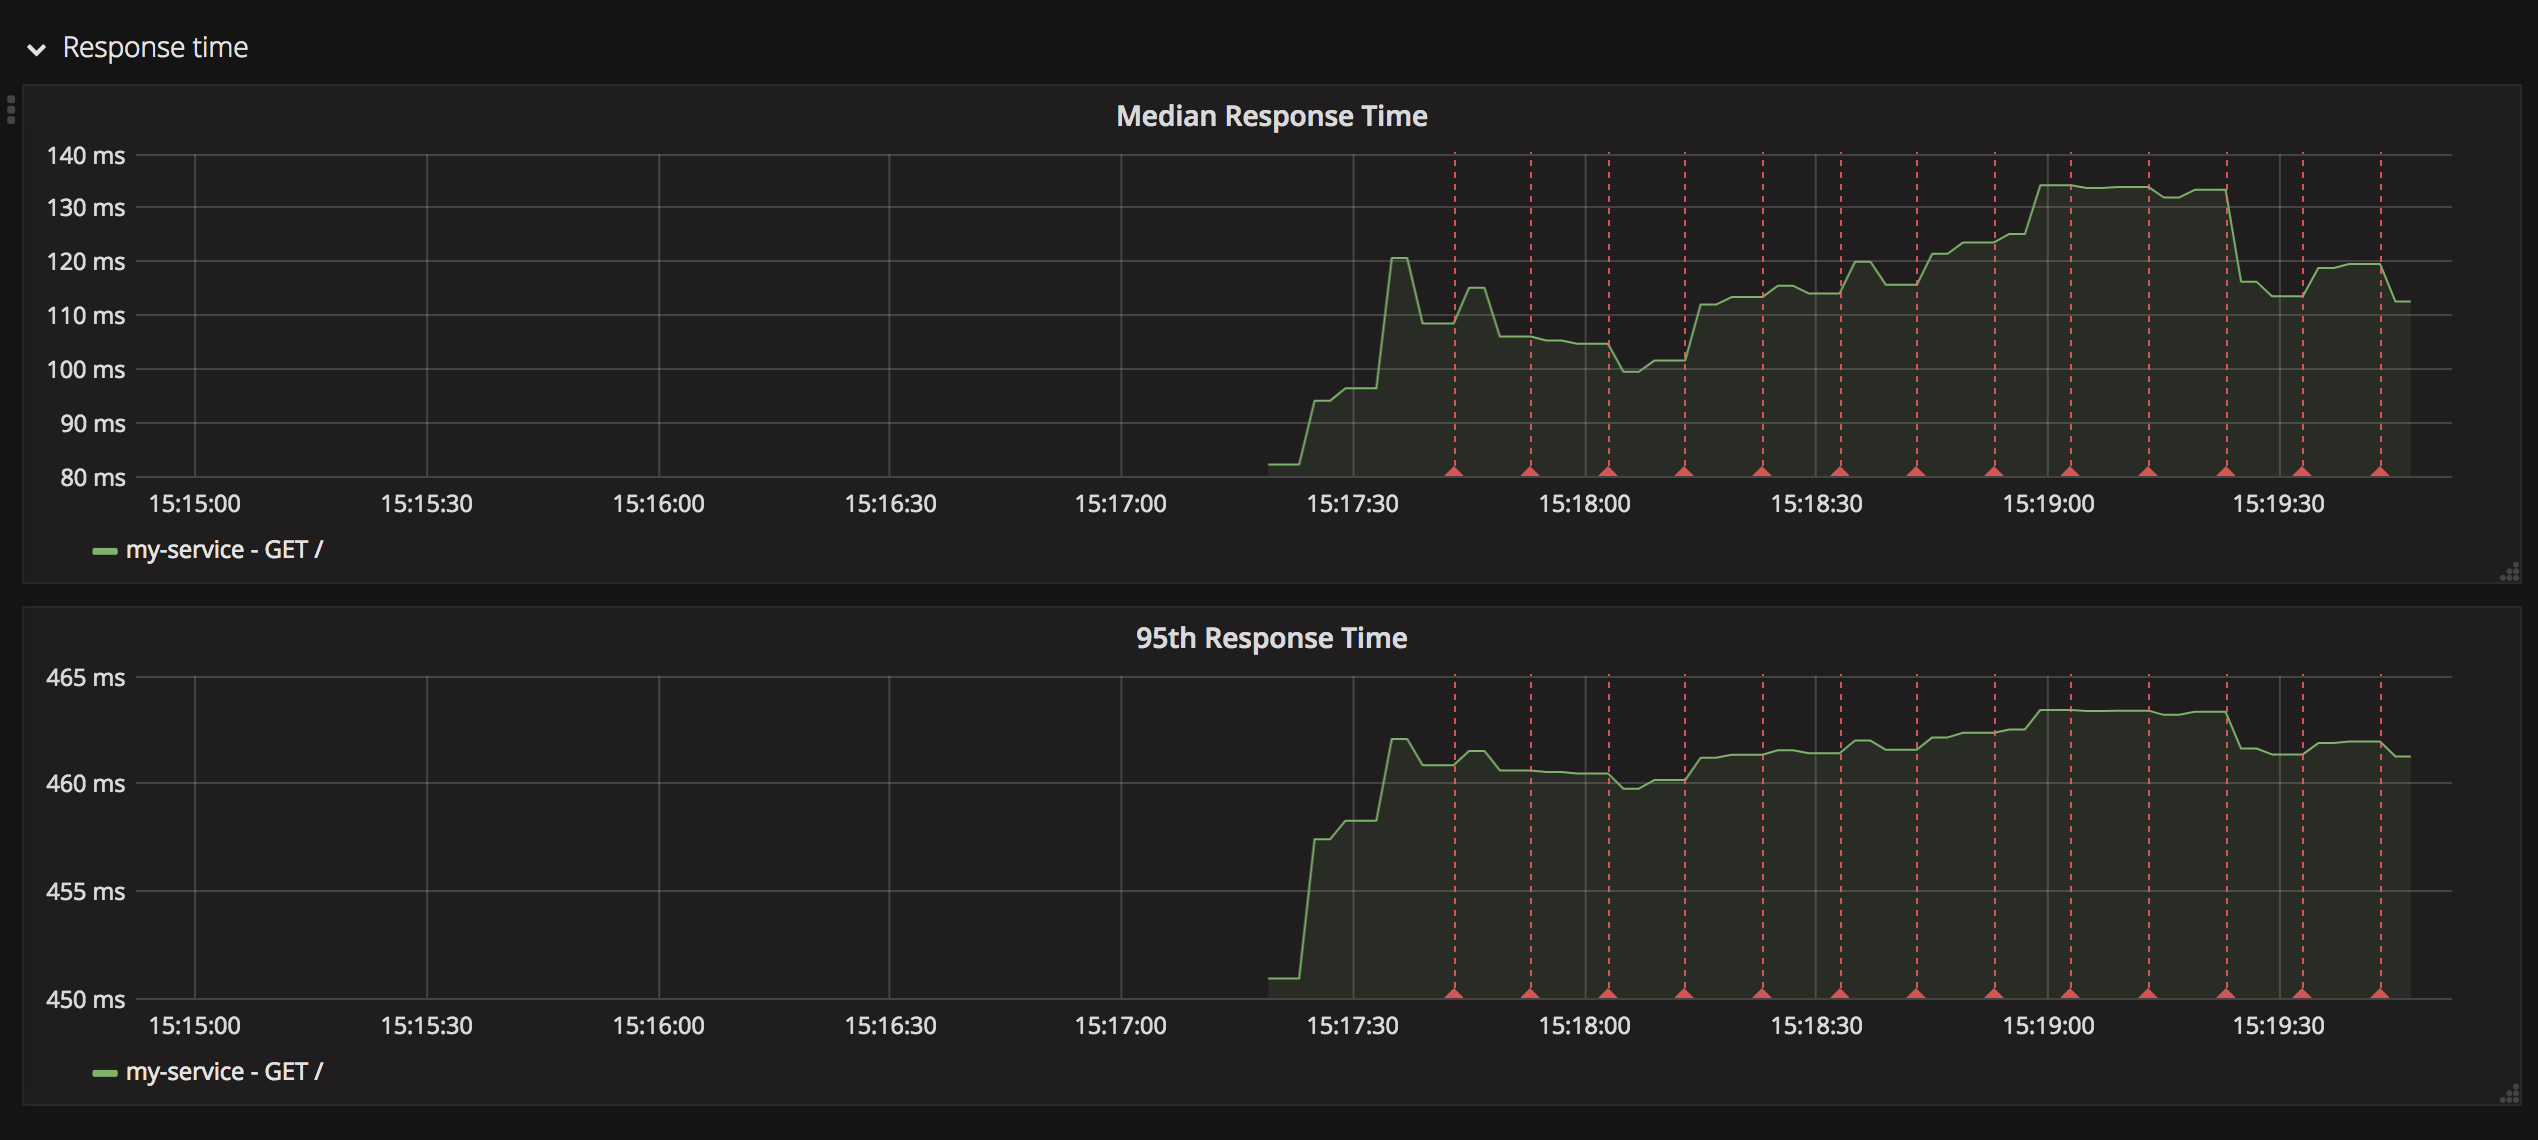 Response time
Median Response Time
140 ms
130 ms
120 ms
110 ms
100 ms
90 ms
80 ms
15:15:00 15:15:30 15:16:00 15:16:30 15:17:00 15:17:30 15:18:00 15:18:30 15:19:00 15:19:30
my-service - GET /
95th Response Time
465 ms
460 ms
455 ms
450 ms
15:15:00 15:15:30 15:16:00 15:16:30 15:17:00 15:17:30 15:18:00 15:18:30 15:19:00 15:19:30
my-service - GET /